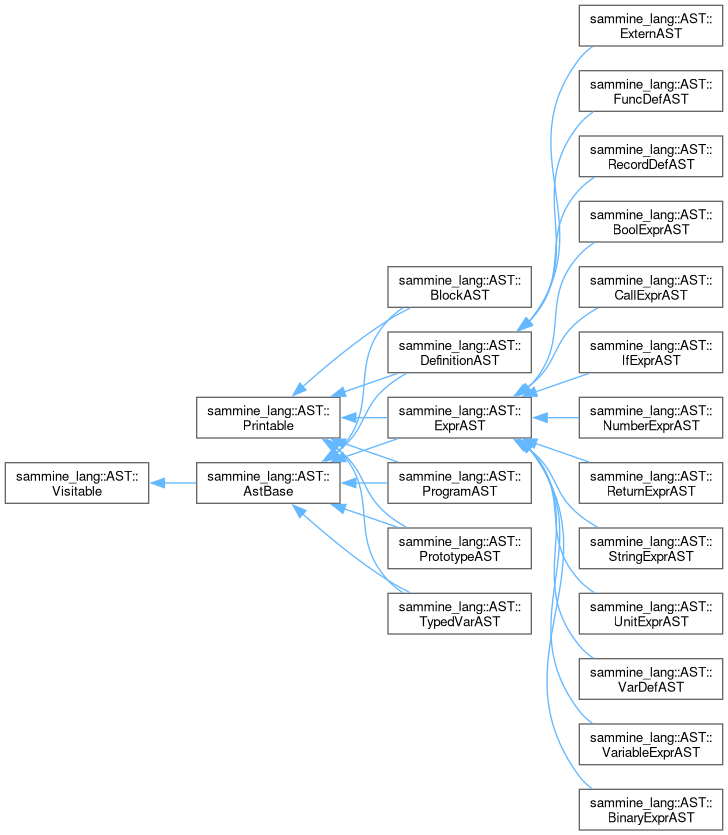 sammine_lang::AST::
ExternAST
sammine_lang::AST::
FuncDefAST
sammine_lang::AST::
RecordDefAST
sammine_lang::AST::
BoolExprAST
sammine_lang::AST::
BlockAST
sammine_lang::AST::
CallExprAST
sammine_lang::AST::
DefinitionAST
sammine_lang::AST::
IfExprAST
sammine_lang::AST::
Printable
sammine_lang::AST::
ExprAST
sammine_lang::AST::
NumberExprAST
sammine_lang::AST::
Visitable
sammine_lang::AST::
AstBase
sammine_lang::AST::
ProgramAST
sammine_lang::AST::
ReturnExprAST
sammine_lang::AST::
PrototypeAST
sammine_lang::AST::
StringExprAST
sammine_lang::AST::
TypedVarAST
sammine_lang::AST::
UnitExprAST
sammine_lang::AST::
VarDefAST
sammine_lang::AST::
VariableExprAST
sammine_lang::AST::
BinaryExprAST